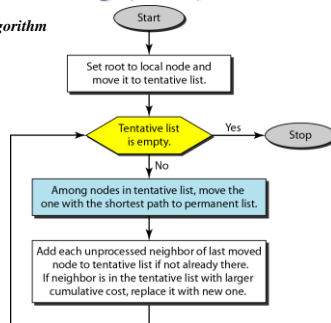 gorithm
Start
Set root to local node and
move it to tentative list.
Tentative list
is empty.
Yes
Stop
No
Among nodes in tentative list, move the
one with the shortest path to permanent list.
Add each unprocessed neighbor of last moved
node to tentative list if not already there.
If neighbor is in the tentative list with larger
cumulative cost, replace it with new one.